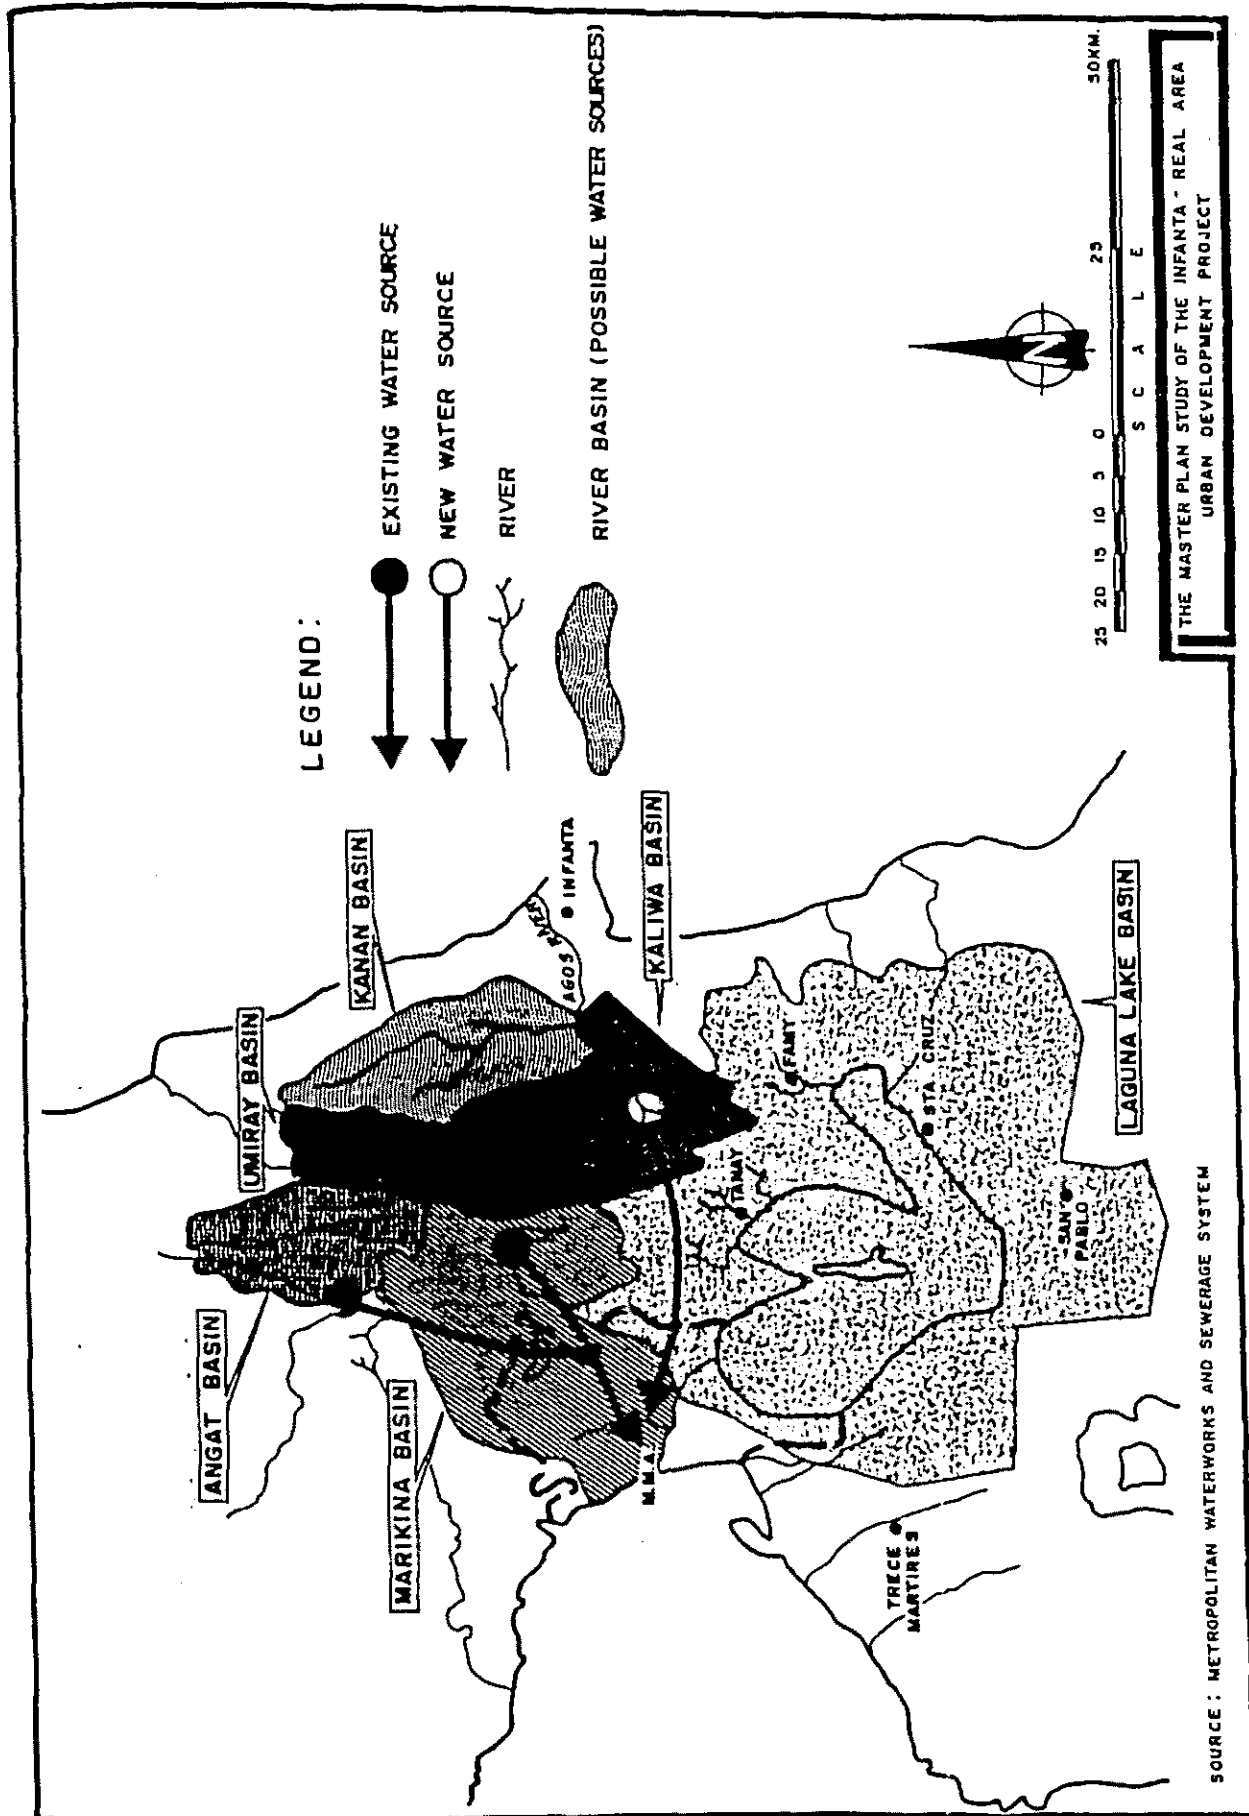 LEGEND:
EXISTING WATER SOURCE
NEW WATER SOURCE
RIVER
RIVER BASIN (POSSIBLE WATER SOURCES)
ANGAT BASIN
UMIRAY BASIN
KANAN BASIN
MARIKINA BASIN
AGOS RIVER
INFANTA
KALIWA BASIN
M.M.A.
TANAY
FAMY
STA CRUZ
TRECE
MARTIRES
SAN
PABLO
LAGUNA LAKE BASIN
N
25 20 15 10 5 0 25 50KM.
SCALE
THE MASTER PLAN STUDY OF THE INFANTA - REAL AREA
URBAN DEVELOPMENT PROJECT
SOURCE: METROPOLITAN WATERWORKS AND SEWERAGE SYSTEM